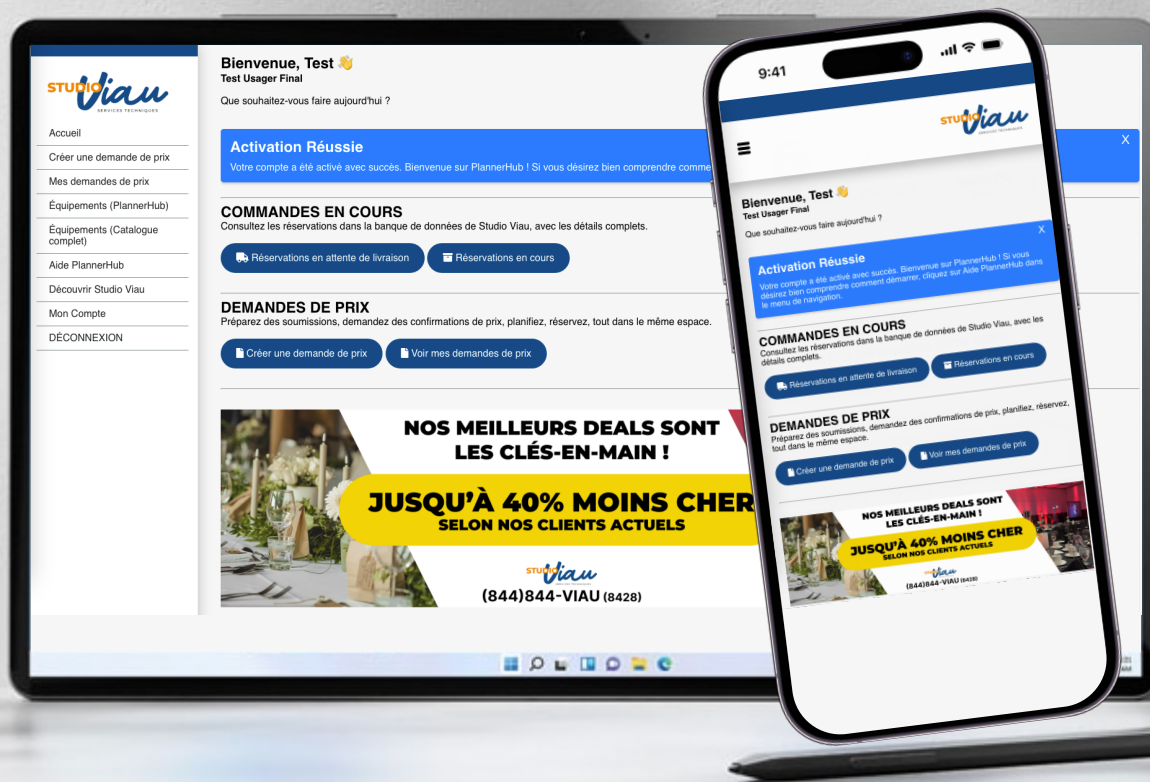 STUDIO
Viau
SERVICES TECHNIQUES
Accueil
Créer une demande de prix
Mes demandes de prix
Équipements (PlannerHub)
Équipements (Catalogue
complet)
Aide PlannerHub
Découvrir Studio Viau
Mon Compte
DÉCONNEXION
Bienvenue, Test 👋
Test Usager Final
Que souhaitez-vous faire aujourd'hui ?
Activation Réussie
X
Votre compte a été activé avec succès. Bienvenue sur PlannerHub ! Si vous désirez bien comprendre comme
COMMANDES EN COURS
Consultez les réservations dans la banque de données de Studio Viau, avec les détails complets.
Réservations en attente de livraison
Réservations en cours
DEMANDES DE PRIX
Préparez des soumissions, demandez des confirmations de prix, planifiez, réservez, tout dans le même espace.
Créer une demande de prix
Voir mes demandes de prix
NOS MEILLEURS DEALS SONT
LES CLÉS-EN-MAIN !
JUSQU'À 40% MOINS CHER
SELON NOS CLIENTS ACTUELS
STUDIO Viau
(844)844-VIAU (8428)
9:41
STUDIO
Viau
SERVICES TECHNIQUES
Bienvenue, Test 👋
Test Usager Final
Que souhaitez-vous faire aujourd'hui ?
X
Activation Réussie
Votre compte a été activé avec succès. Bienvenue sur PlannerHub ! Si vous
désirez bien comprendre comment démarrer, cliquez sur Aide PlannerHub dans
le menu de navigation.
COMMANDES EN COURS
Consultez les réservations dans la banque de données de Studio Viau, avec les
détails complets.
Réservations en attente de livraison
Réservations en cours
DEMANDES DE PRIX
Préparez des soumissions, demandez des confirmations de prix, planifiez, réservez,
tout dans le même espace.
Créer une demande de prix
Voir mes demandes de prix
NOS MEILLEURS DEALS SONT
LES CLÉS-EN-MAIN !
JUSQU'À 40% MOINS CHER
SELON NOS CLIENTS ACTUELS
STUDIO Viau
(844)844-VIAU (8428)